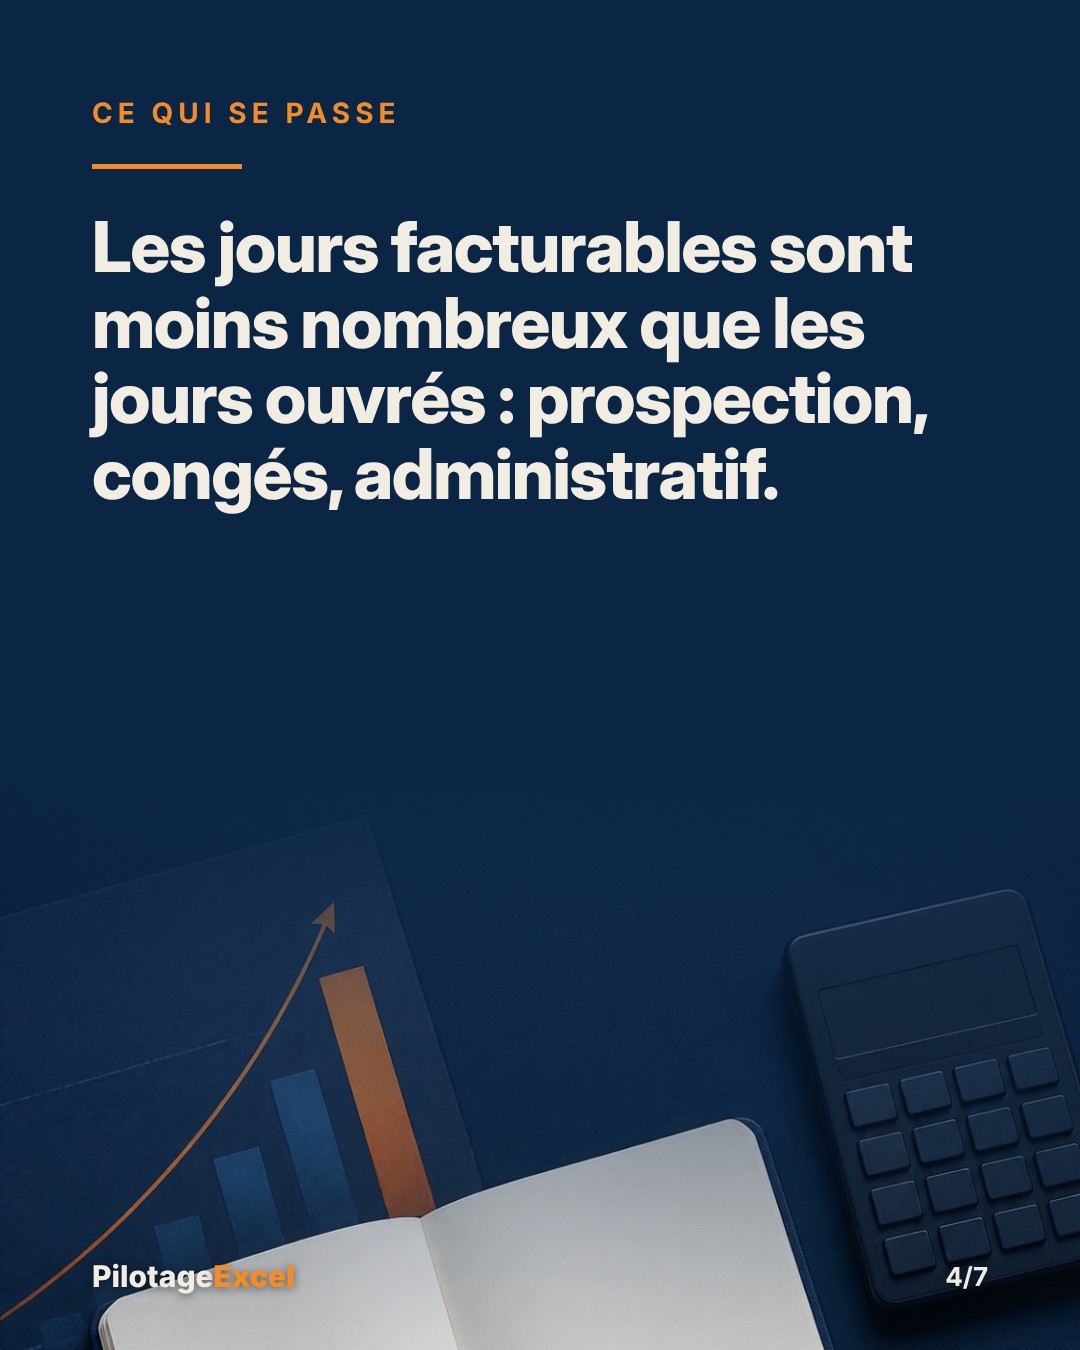 CE QUI SE PASSE
Les jours facturables sont
moins nombreux que les
jours ouvrés : prospection,
congés, administratif.
PilotageExcel
4/7